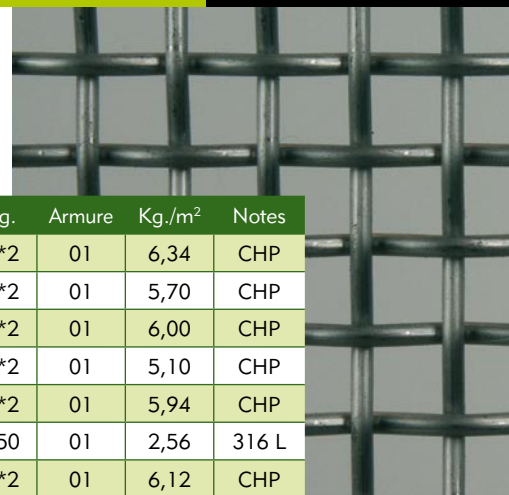 g. Armure Kg./m² Notes
*2 01 6,34 CHP
*2 01 5,70 CHP
*2 01 6,00 CHP
*2 01 5,10 CHP
*2 01 5,94 CHP
50 01 2,56 316 L
*2 01 6,12 CHP